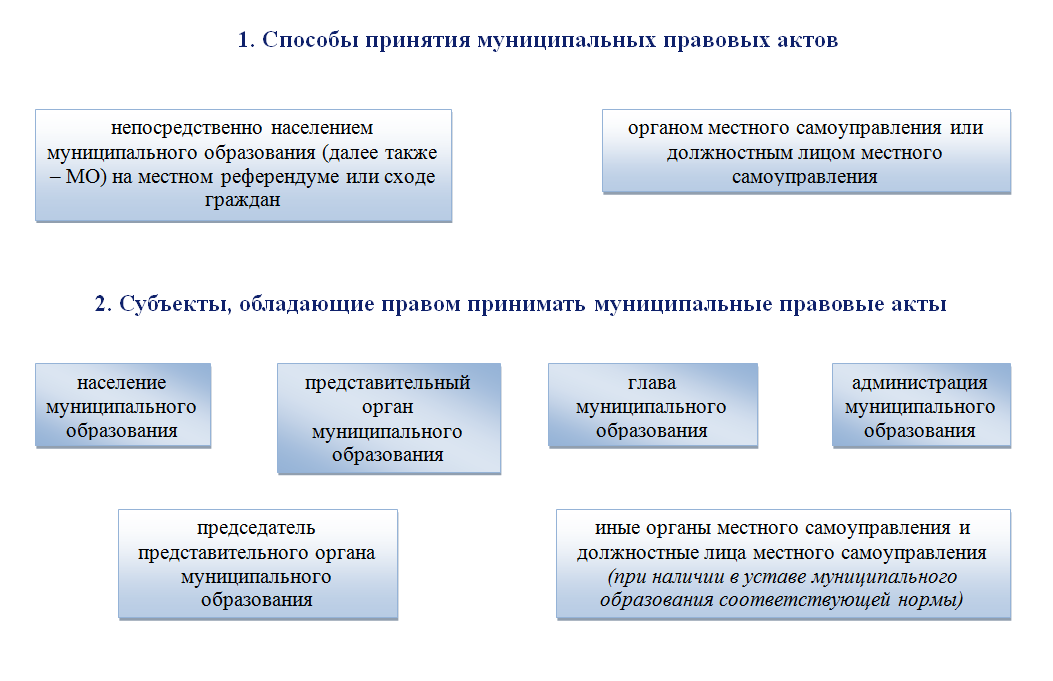 1. Способы принятия муниципальных правовых актов
непосредственно населением
муниципального образования (далее также
– МО) на местном референдуме или сходе
граждан
органом местного самоуправления или
должностным лицом местного
самоуправления
2. Субъекты, обладающие правом принимать муниципальные правовые акты
население
муниципального
образования
представительный
орган
муниципального
образования
глава
муниципального
образования
администрация
муниципального
образования
председатель
представительного органа
муниципального
образования
иные органы местного самоуправления и
должностные лица местного самоуправления
(при наличии в уставе муниципального
образования соответствующей нормы)